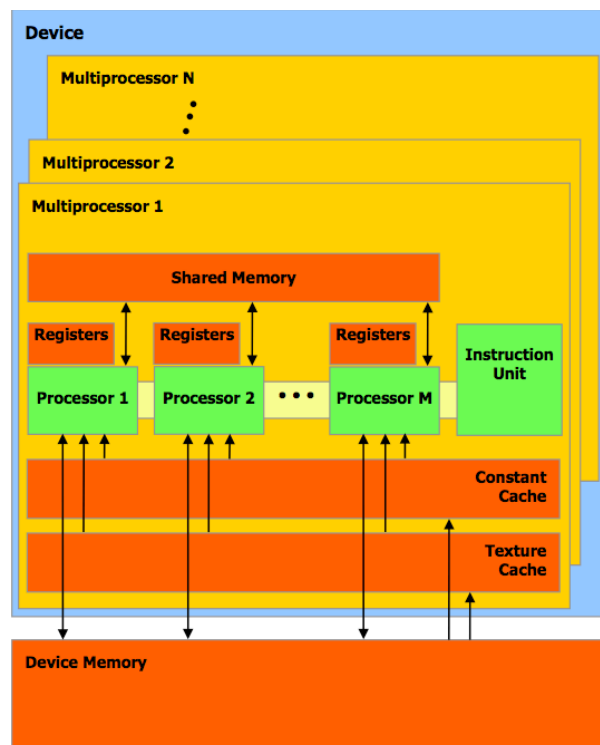 Device
Multiprocessor N
Multiprocessor 2
Multiprocessor 1
Shared Memory
Registers
Registers
Registers
Processor 1
Processor 2
Processor M
Instruction
Unit
Constant
Cache
Texture
Cache
Device Memory